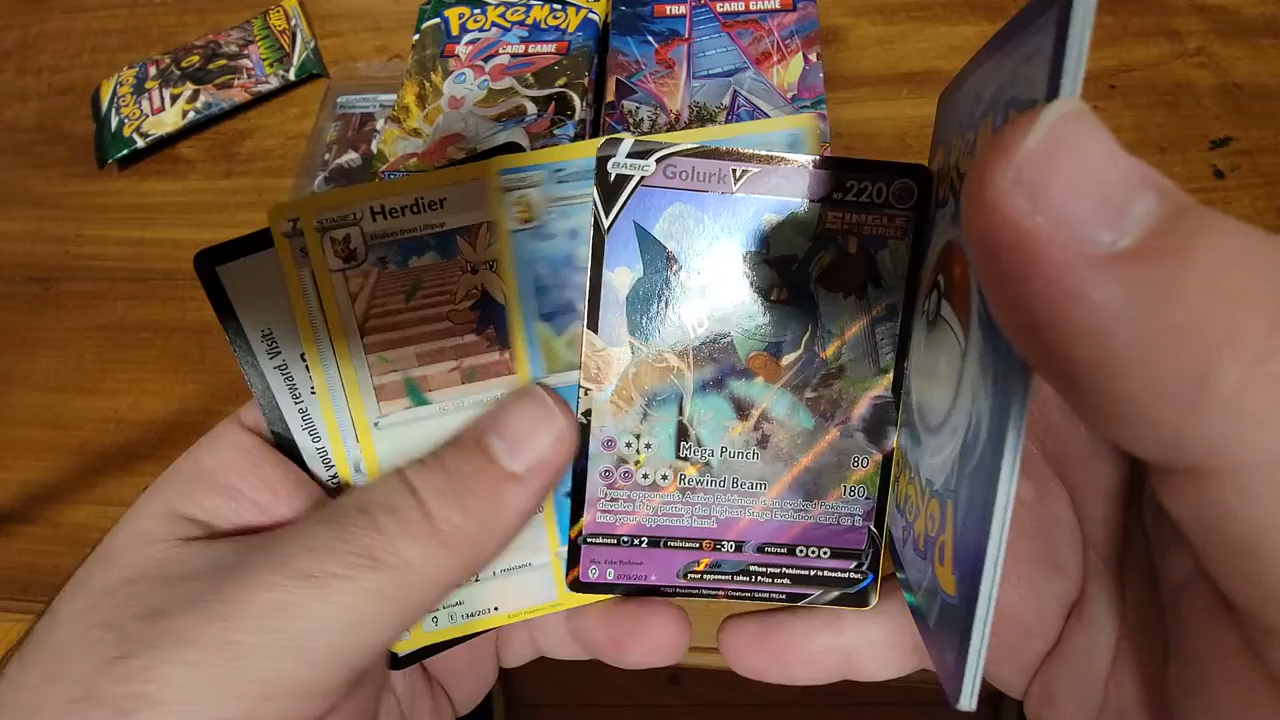 POKÉMON
TRA CARD GAME
TRA CARD GAME
POKÉMON
STAGE 1
Herdier
Evolves from Lillipup
your online reward. Visit:
134/203
©2021 Pokémon
resistance
BASIC
Golurk V
HP 220
SINGLE
STRIKE
Mega Punch 80
Rewind Beam 180
If your opponent's Active Pokémon is an evolved Pokémon,
devolve it by putting the highest Stage Evolution card on it
into your opponent's hand.
weakness ×2 resistance -30 retreat
V rule
When your Pokémon V is Knocked Out,
your opponent takes 2 Prize cards.
E 070/203
©2021 Pokémon / Nintendo / Creatures / GAME FREAK